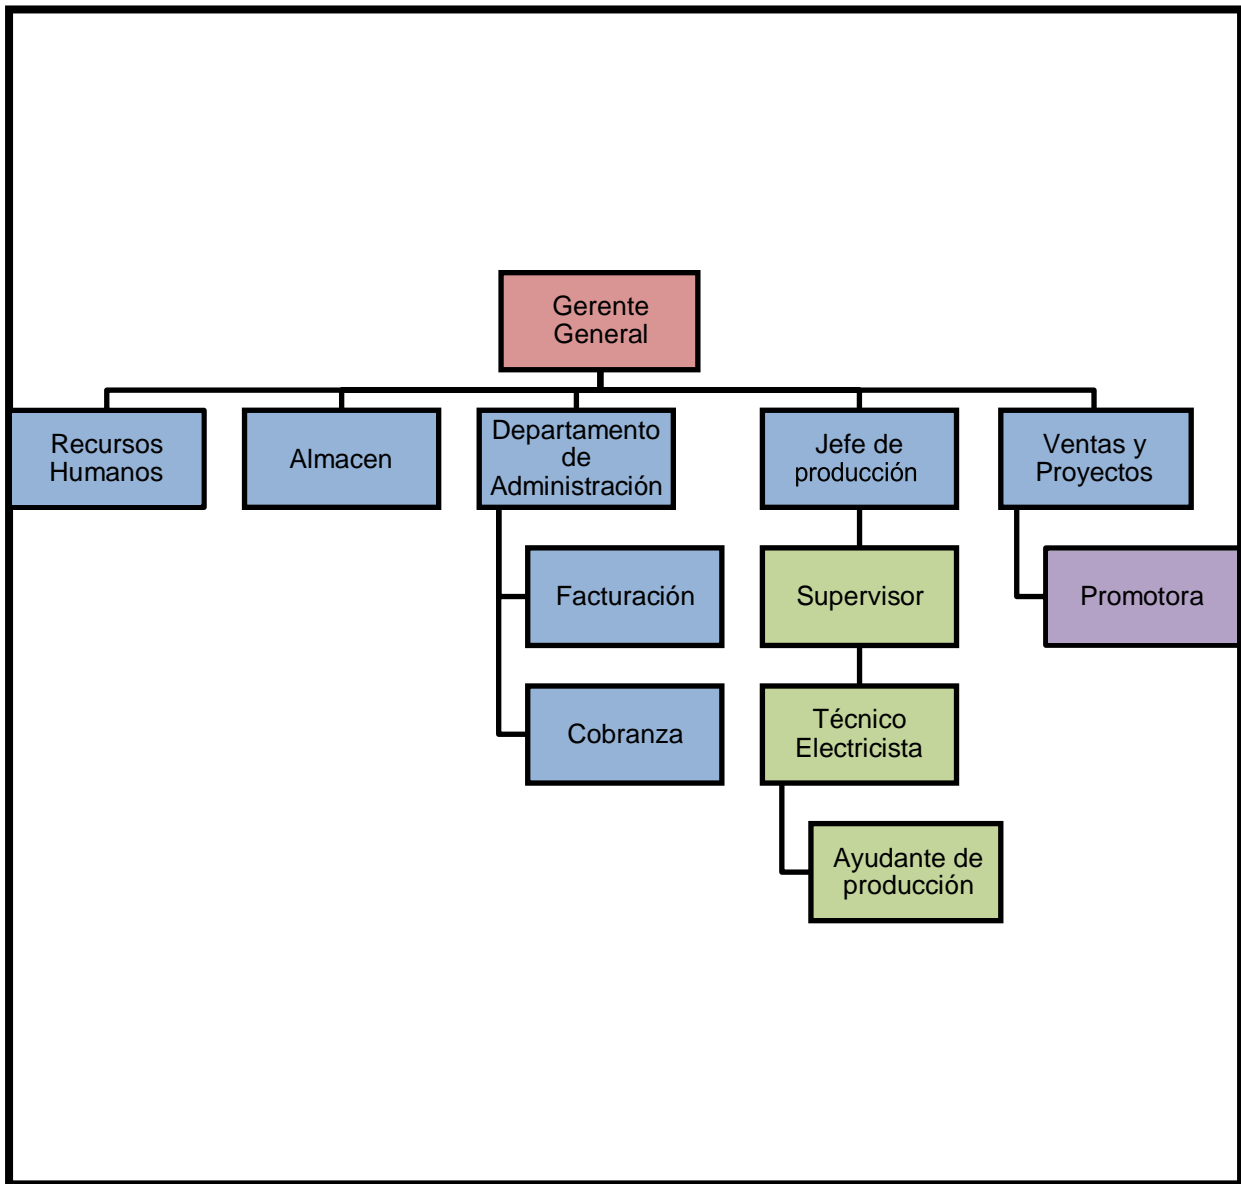 Gerente
General
Recursos
Humanos
Almacen
Departamento
de
Administración
Jefe de
producción
Ventas y
Proyectos
Facturación
Supervisor
Promotora
Cobranza
Técnico
Electricista
Ayudante de
producción